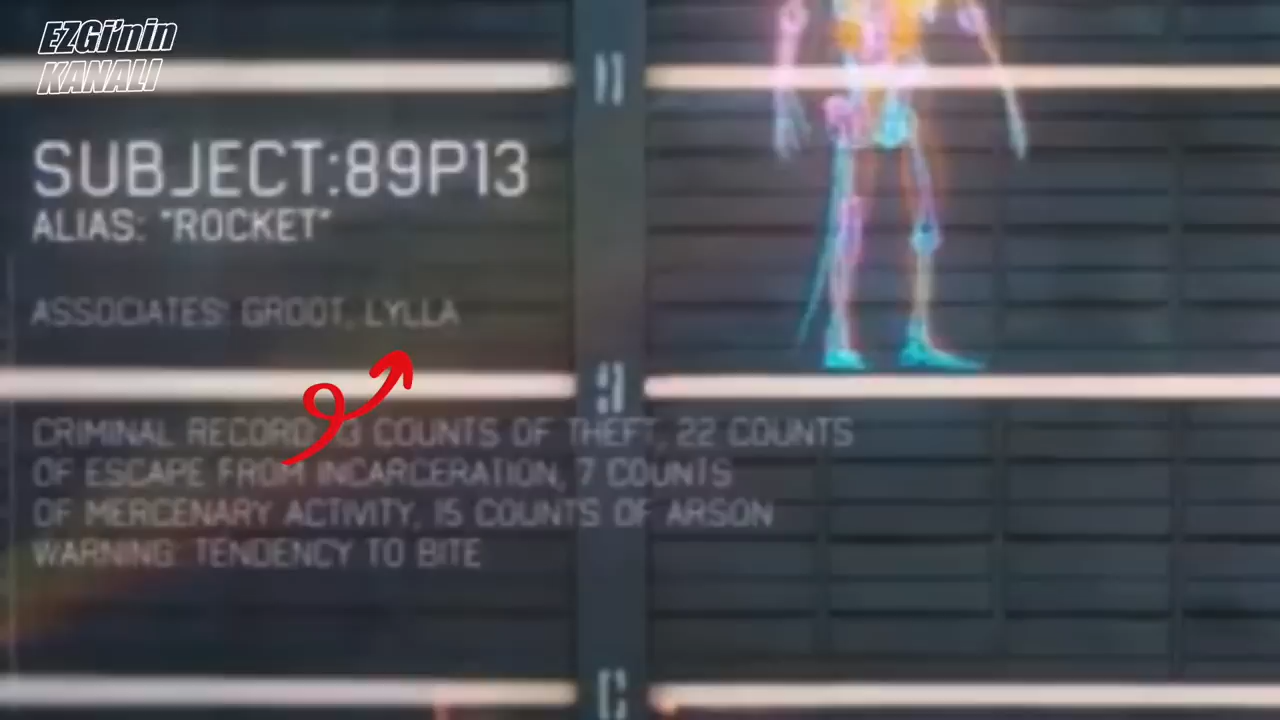 EZGi'nin
KANALI
SUBJECT:89P13
ALIAS: "ROCKET"
ASSOCIATES: GROOT, LYLLA
CRIMINAL RECORD: 3 COUNTS OF THEFT, 22 COUNTS
OF ESCAPE FROM INCARCERATION, 7 COUNTS
OF MERCENARY ACTIVITY, 15 COUNTS OF ARSON
WARNING: TENDENCY TO BITE